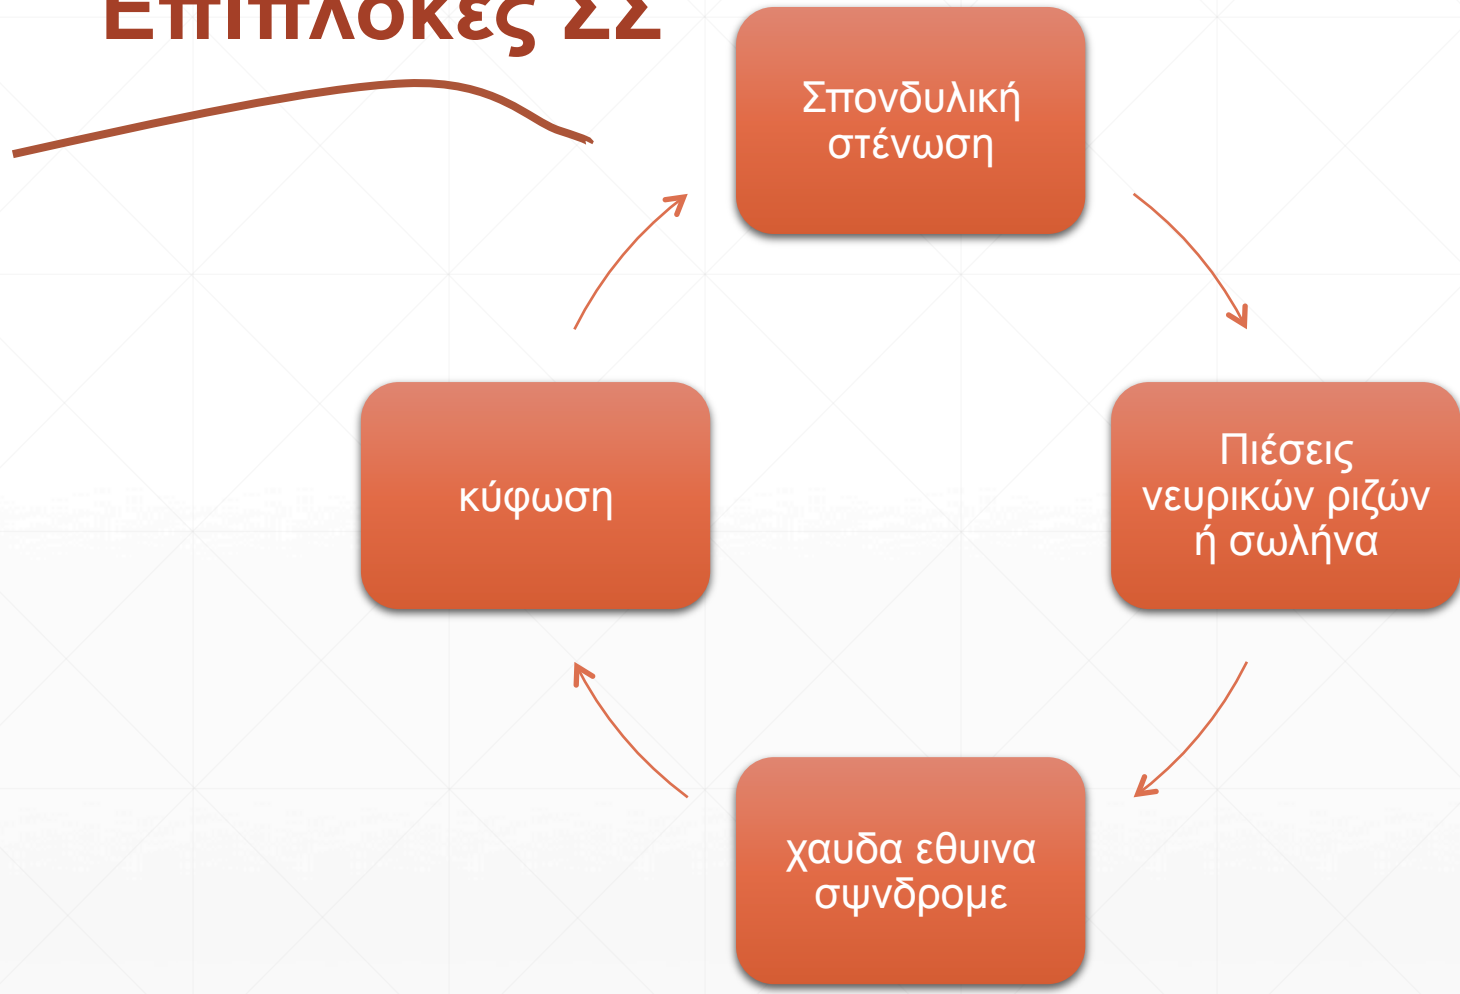 Επιπλοκές ΣΣ
Σπονδυλική
στένωση
Πιέσεις
νευρικών ριζών
ή σωλήνα
χαυδα εθυινα
σψνδρομε
κύφωση